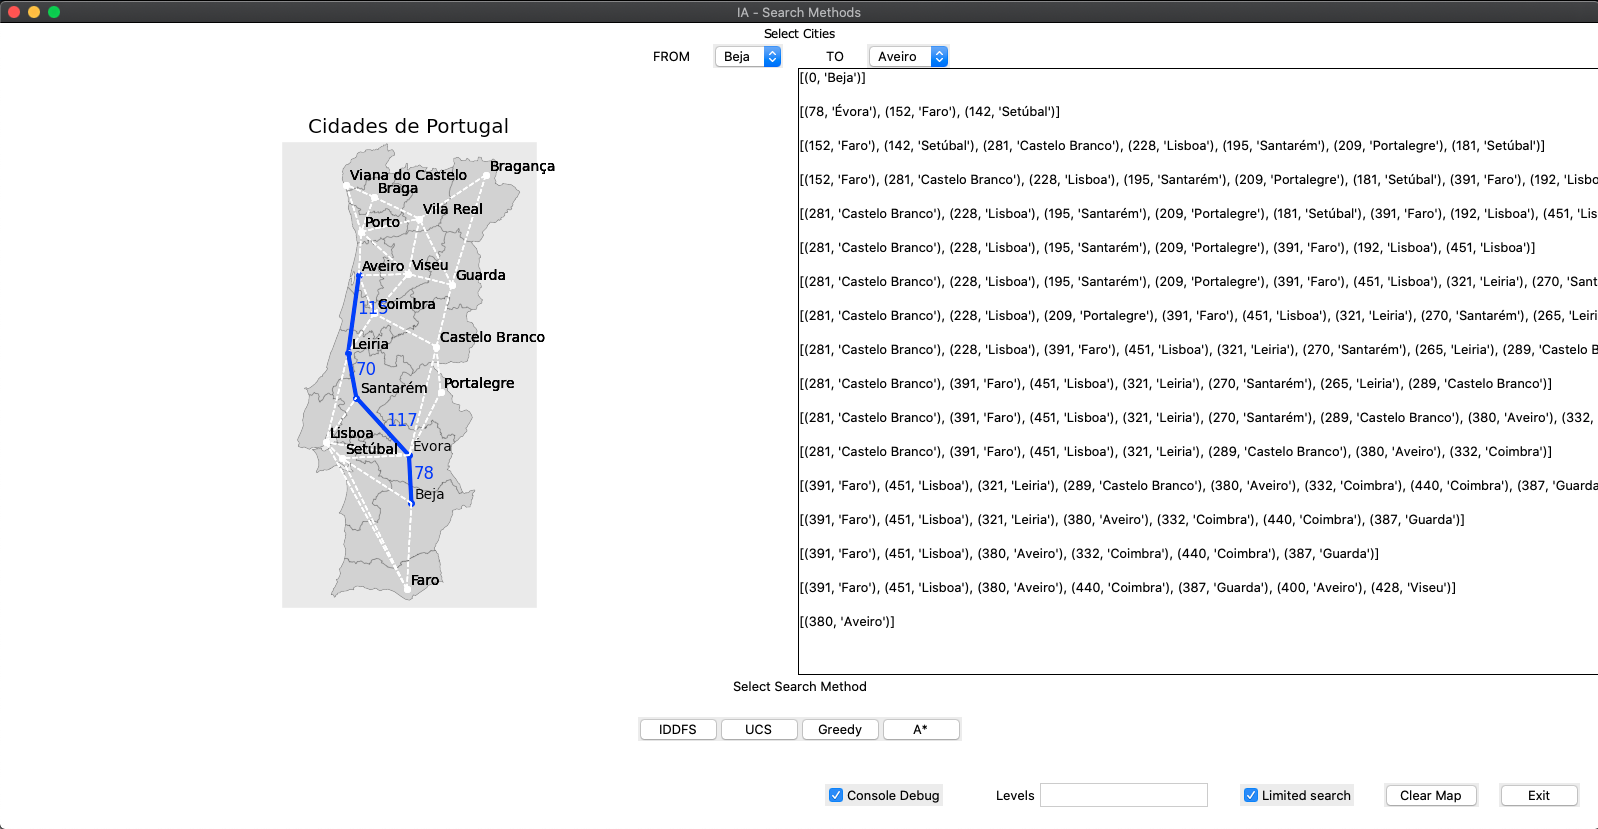 IA - Search Methods
Select Cities
FROM Beja TO Aveiro
[(0, 'Beja')]
[(78, 'Évora'), (152, 'Faro'), (142, 'Setúbal')]
[(152, 'Faro'), (142, 'Setúbal'), (281, 'Castelo Branco'), (228, 'Lisboa'), (195, 'Santarém'), (209, 'Portalegre'), (181, 'Setúbal')]
[(152, 'Faro'), (281, 'Castelo Branco'), (228, 'Lisboa'), (195, 'Santarém'), (209, 'Portalegre'), (181, 'Setúbal'), (391, 'Faro'), (192, 'Lisbo
[(281, 'Castelo Branco'), (228, 'Lisboa'), (195, 'Santarém'), (209, 'Portalegre'), (181, 'Setúbal'), (391, 'Faro'), (192, 'Lisboa'), (451, 'Lis
[(281, 'Castelo Branco'), (228, 'Lisboa'), (195, 'Santarém'), (209, 'Portalegre'), (391, 'Faro'), (192, 'Lisboa'), (451, 'Lisboa')]
[(281, 'Castelo Branco'), (228, 'Lisboa'), (195, 'Santarém'), (209, 'Portalegre'), (391, 'Faro'), (451, 'Lisboa'), (321, 'Leiria'), (270, 'Sant
[(281, 'Castelo Branco'), (228, 'Lisboa'), (209, 'Portalegre'), (391, 'Faro'), (451, 'Lisboa'), (321, 'Leiria'), (270, 'Santarém'), (265, 'Leiri
[(281, 'Castelo Branco'), (228, 'Lisboa'), (391, 'Faro'), (451, 'Lisboa'), (321, 'Leiria'), (270, 'Santarém'), (265, 'Leiria'), (289, 'Castelo B
[(281, 'Castelo Branco'), (391, 'Faro'), (451, 'Lisboa'), (321, 'Leiria'), (270, 'Santarém'), (265, 'Leiria'), (289, 'Castelo Branco')]
[(281, 'Castelo Branco'), (391, 'Faro'), (451, 'Lisboa'), (321, 'Leiria'), (270, 'Santarém'), (289, 'Castelo Branco'), (380, 'Aveiro'), (332,
[(281, 'Castelo Branco'), (391, 'Faro'), (451, 'Lisboa'), (321, 'Leiria'), (289, 'Castelo Branco'), (380, 'Aveiro'), (332, 'Coimbra')]
[(391, 'Faro'), (451, 'Lisboa'), (321, 'Leiria'), (289, 'Castelo Branco'), (380, 'Aveiro'), (332, 'Coimbra'), (440, 'Coimbra'), (387, 'Guarda
[(391, 'Faro'), (451, 'Lisboa'), (321, 'Leiria'), (380, 'Aveiro'), (332, 'Coimbra'), (440, 'Coimbra'), (387, 'Guarda')]
[(391, 'Faro'), (451, 'Lisboa'), (380, 'Aveiro'), (332, 'Coimbra'), (440, 'Coimbra'), (387, 'Guarda')]
[(391, 'Faro'), (451, 'Lisboa'), (380, 'Aveiro'), (440, 'Coimbra'), (387, 'Guarda'), (400, 'Aveiro'), (428, 'Viseu')]
[(380, 'Aveiro')]
Cidades de Portugal
Bragança
Viana do Castelo
Braga
Vila Real
Porto
Aveiro
Viseu
Guarda
Coimbra
115
Castelo Branco
Leiria
70
Portalegre
Santarém
117
Lisboa
Évora
Setúbal
78
Beja
Faro
Select Search Method
IDDFS UCS Greedy A*
Console Debug Levels Limited search Clear Map Exit